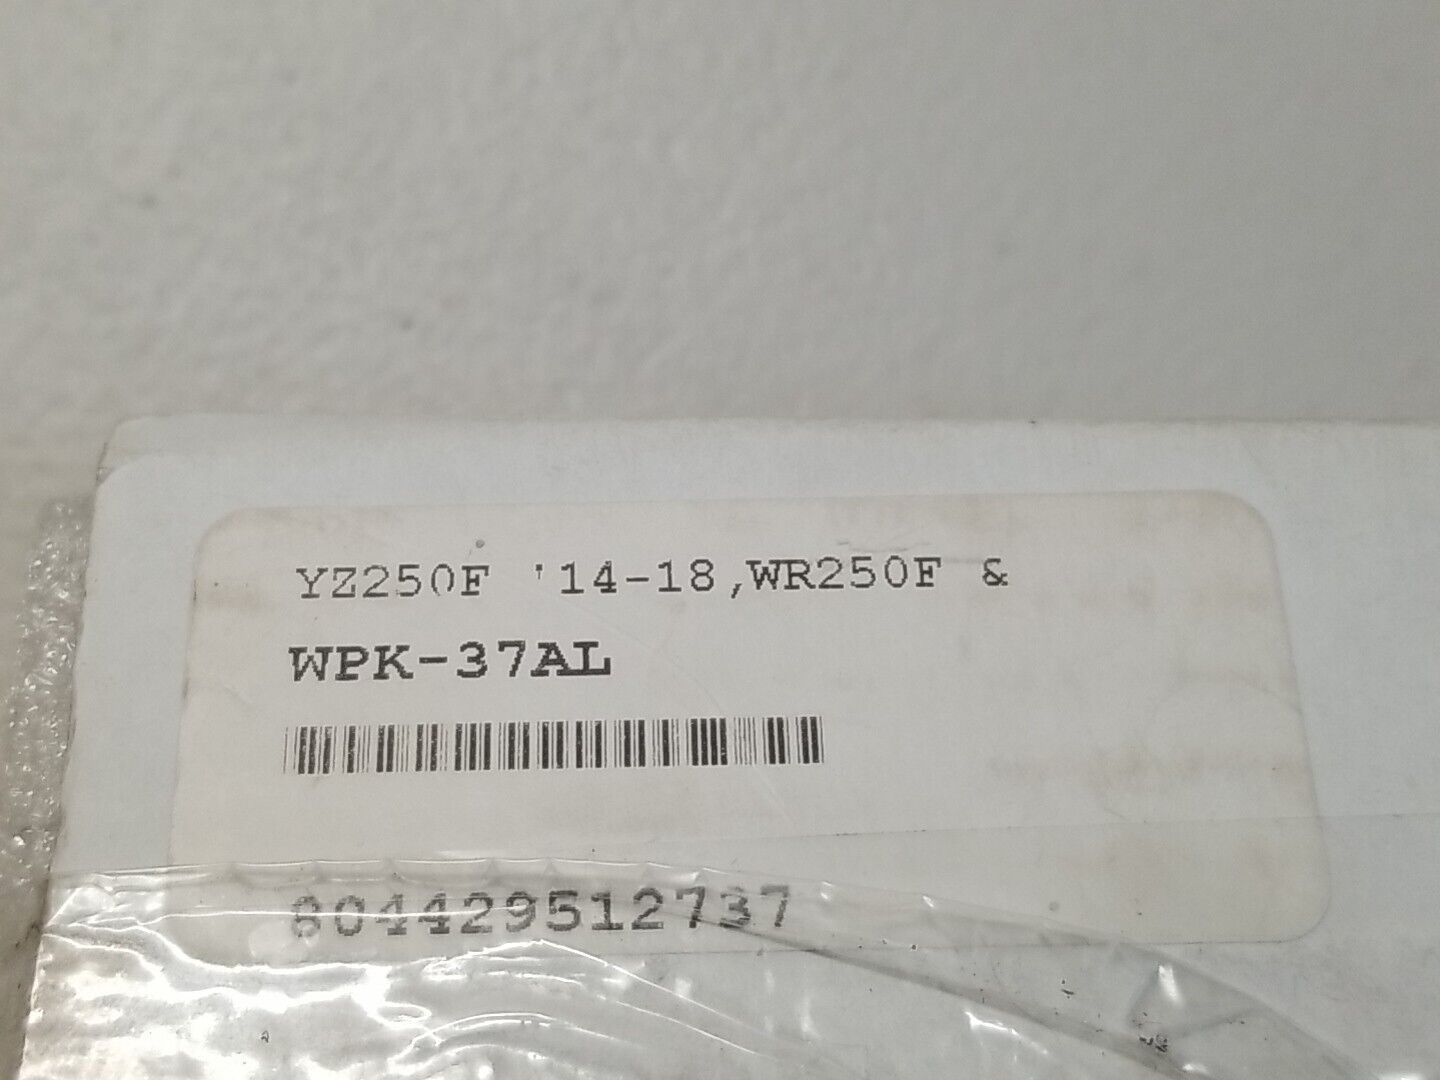 YZ250F '14-18,WR250F &
WPK-37AL
804429512737